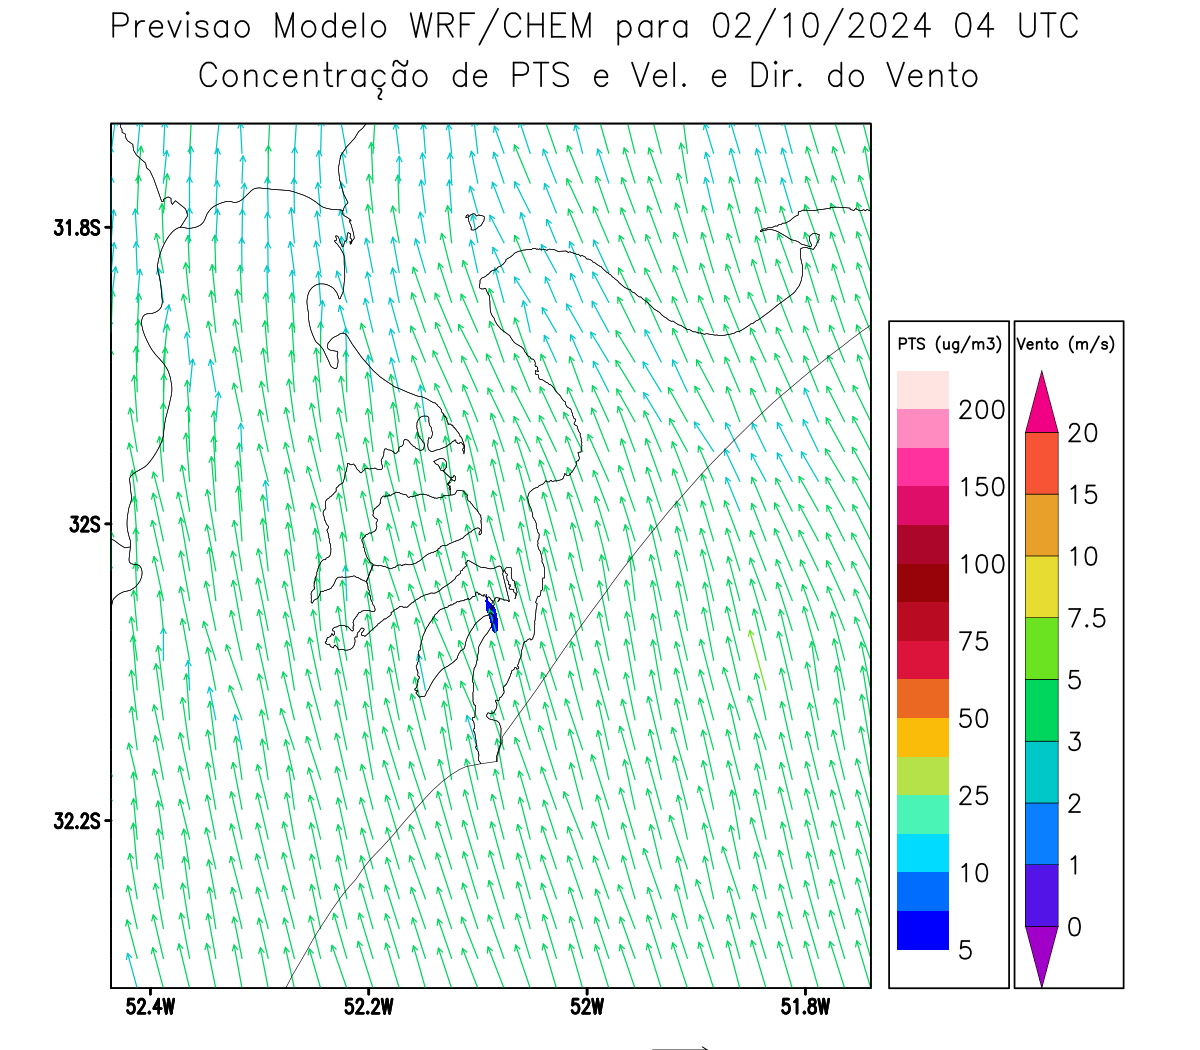 Previsao Modelo WRF/CHEM para 02/10/2024 04 UTC
Concentração de PTS e Vel. e Dir. do Vento
31.8S
32S
32.2S
52.4W
52.2W
52W
51.8W
PTS (ug/m3)
200
150
100
75
50
25
10
5
Vento (m/s)
20
15
10
7.5
5
3
2
1
0